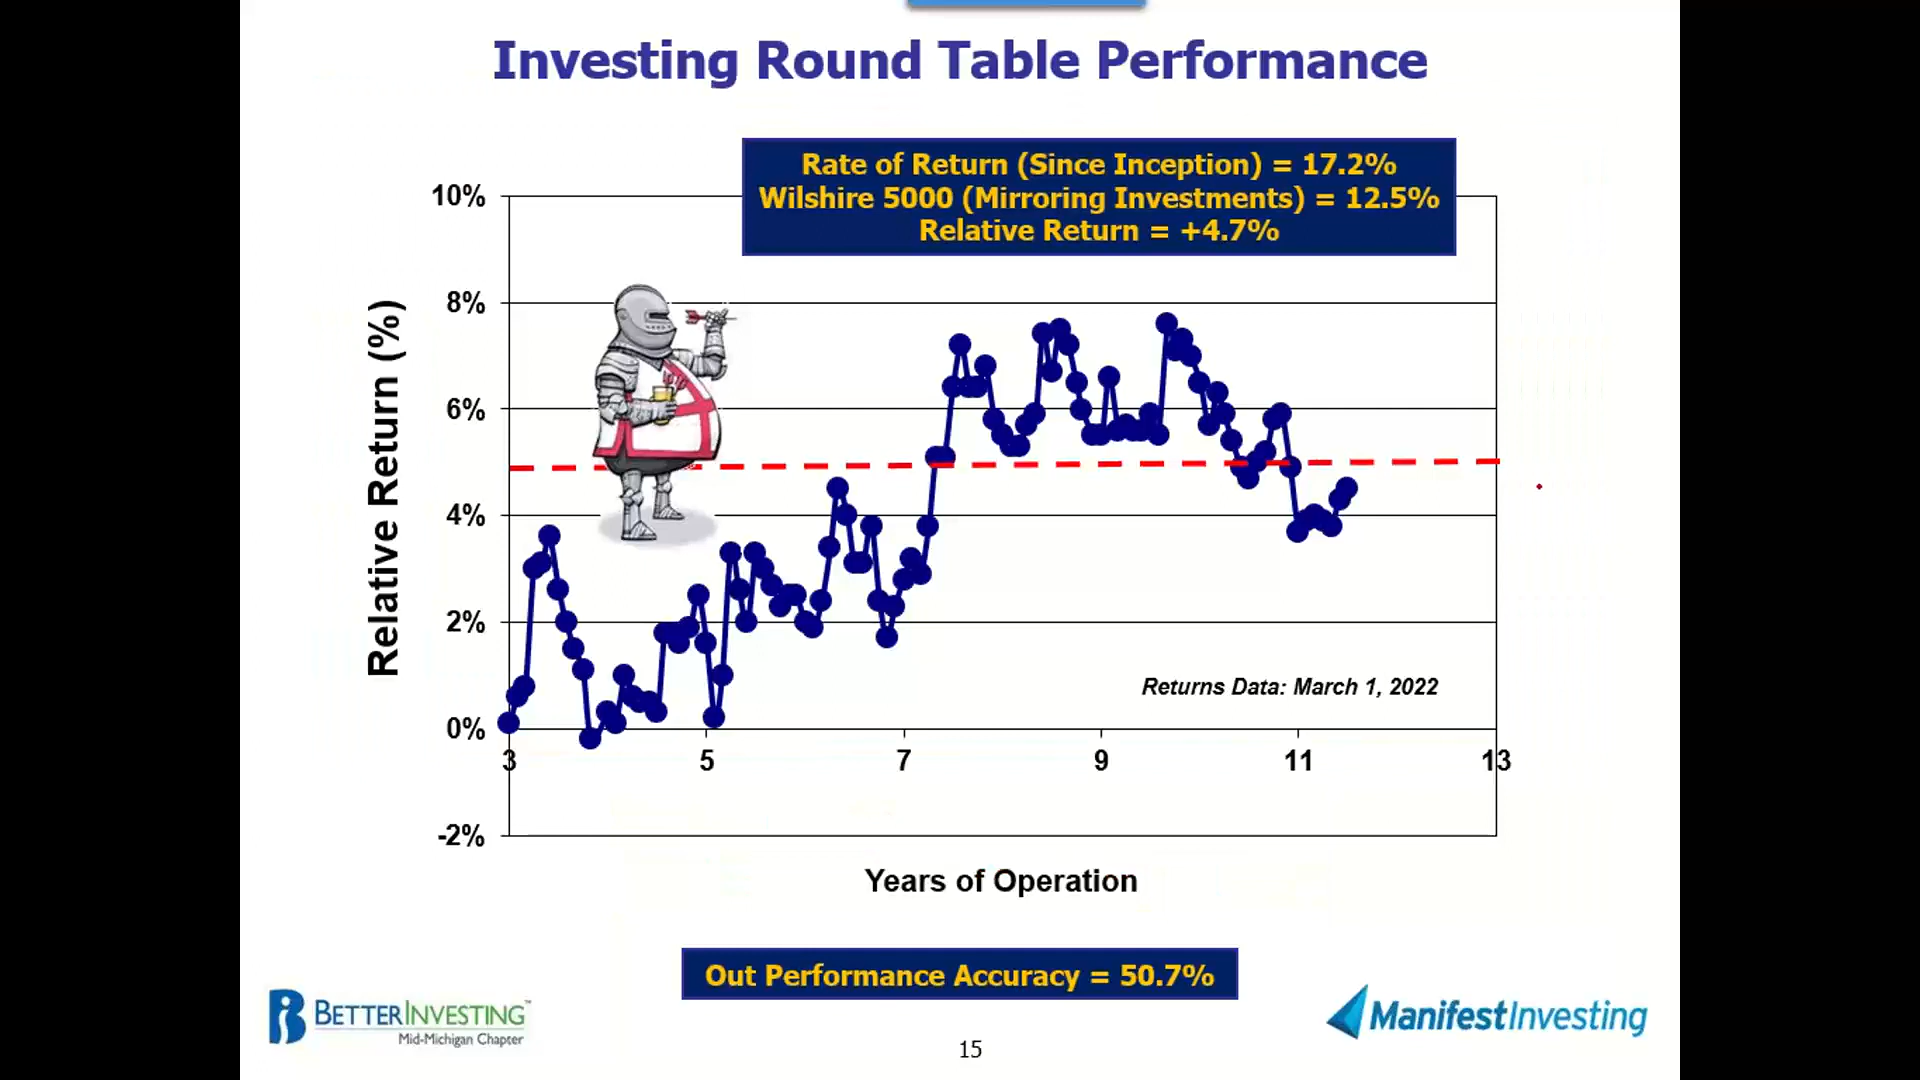 Investing Round Table Performance
Rate of Return (Since Inception) = 17.2%
Wilshire 5000 (Mirroring Investments) = 12.5%
Relative Return = +4.7%
10%
8%
6%
4%
2%
0%
-2%
Relative Return (%)
3
5
7
9
11
13
Returns Data: March 1, 2022
Years of Operation
Out Performance Accuracy = 50.7%
BETTERINVESTING™
Mid-Michigan Chapter
ManifestInvesting
15